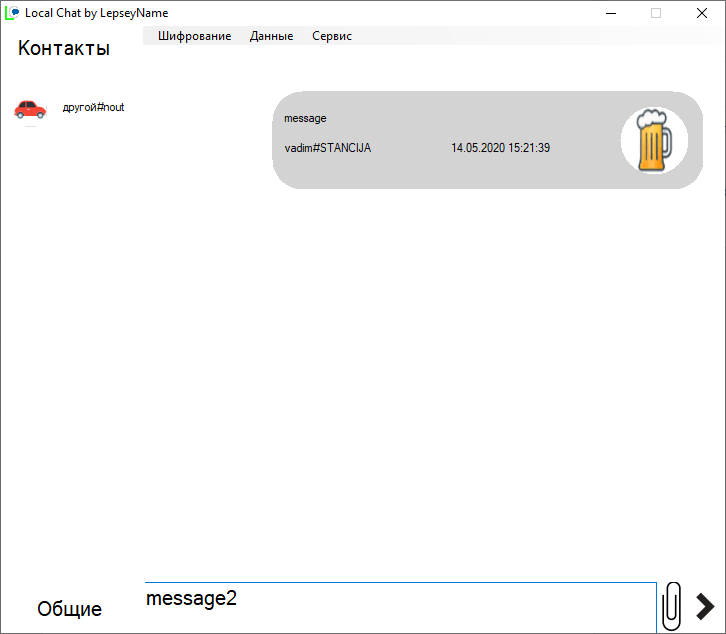 Local Chat by LepseyName
Контакты
Шифрование Данные Сервис
другой#nout
message
vadim#STANCIJA 14.05.2020 15:21:39
Общие
message2